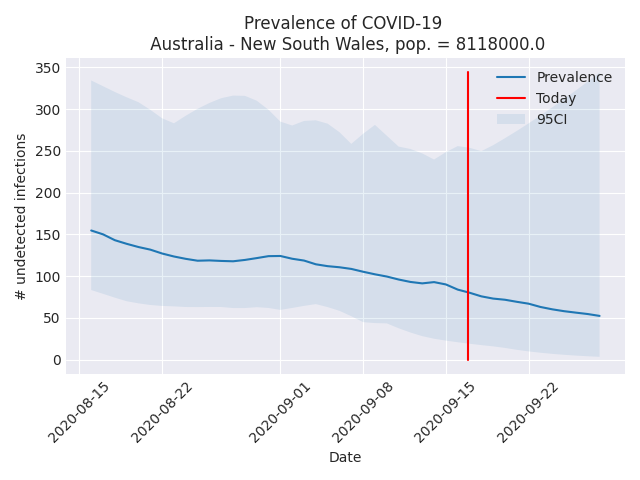 Prevalence of COVID-19
Australia - New South Wales, pop. = 8118000.0
350
300
250
200
150
100
50
0
# undetected infections
Prevalence
Today
95CI
2020-08-15
2020-08-22
2020-09-01
2020-09-08
2020-09-15
2020-09-22
Date